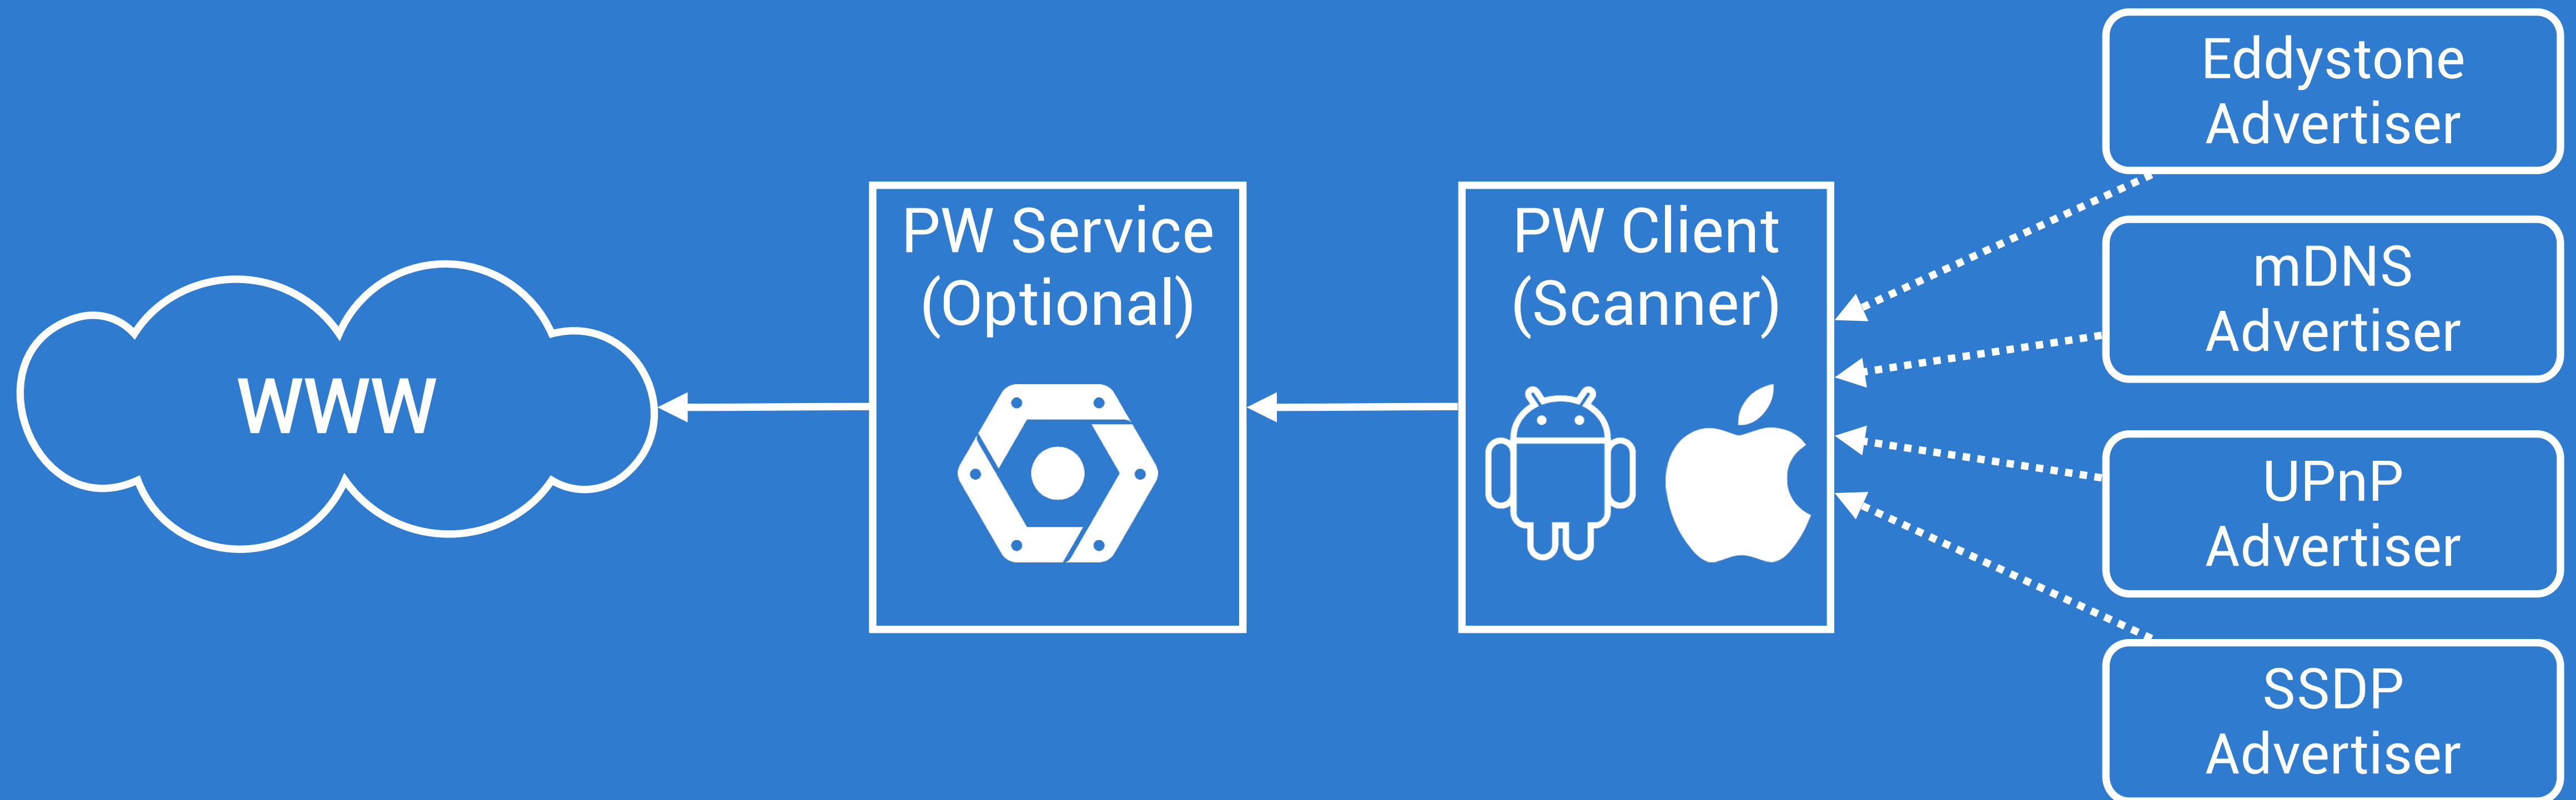 WWW
PW Service
(Optional)
PW Client
(Scanner)
Eddystone
Advertiser
mDNS
Advertiser
UPnP
Advertiser
SSDP
Advertiser